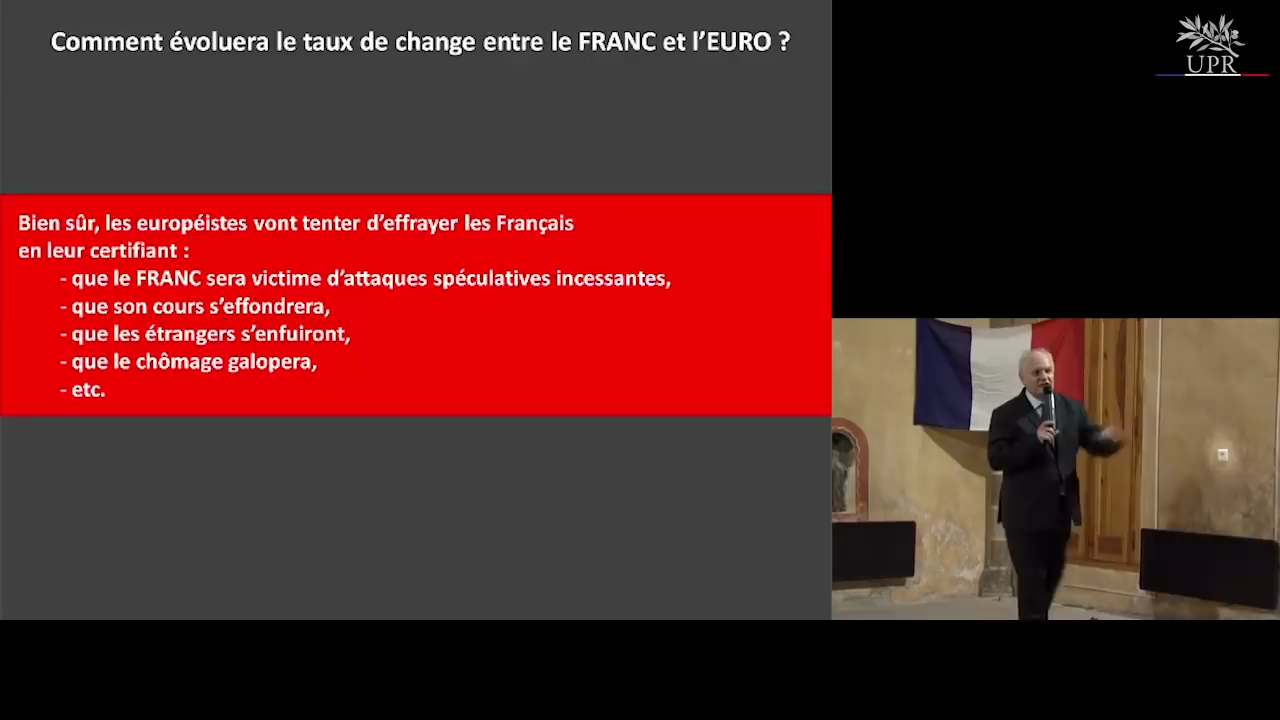 Comment évoluera le taux de change entre le FRANC et l'EURO ?
UPR
Bien sûr, les européistes vont tenter d'effrayer les Français
en leur certifiant :
- que le FRANC sera victime d'attaques spéculatives incessantes,
- que son cours s'effondrera,
- que les étrangers s'enfuiront,
- que le chômage galopera,
- etc.